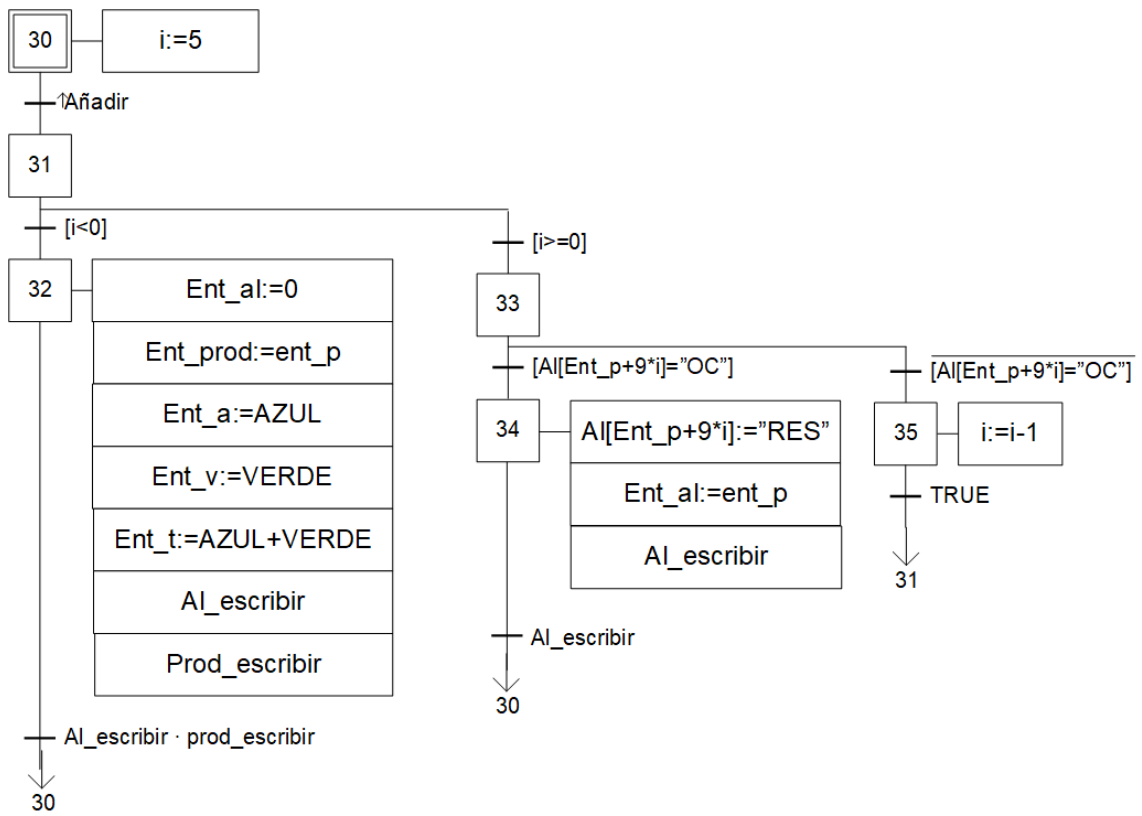 30
i:=5
↑Añadir
31
[i<0]
[i>=0]
32
Ent_al:=0
Ent_prod:=ent_p
Ent_a:=AZUL
Ent_v:=VERDE
Ent_t:=AZUL+VERDE
Al_escribir
Prod_escribir
Al_escribir · prod_escribir
30
33
[Al[Ent_p+9*i]=”OC”]
34
Al[Ent_p+9*i]:=”RES”
Ent_al:=ent_p
Al_escribir
Al_escribir
30
[Al[Ent_p+9*i]=”OC”]
35
i:=i-1
TRUE
31